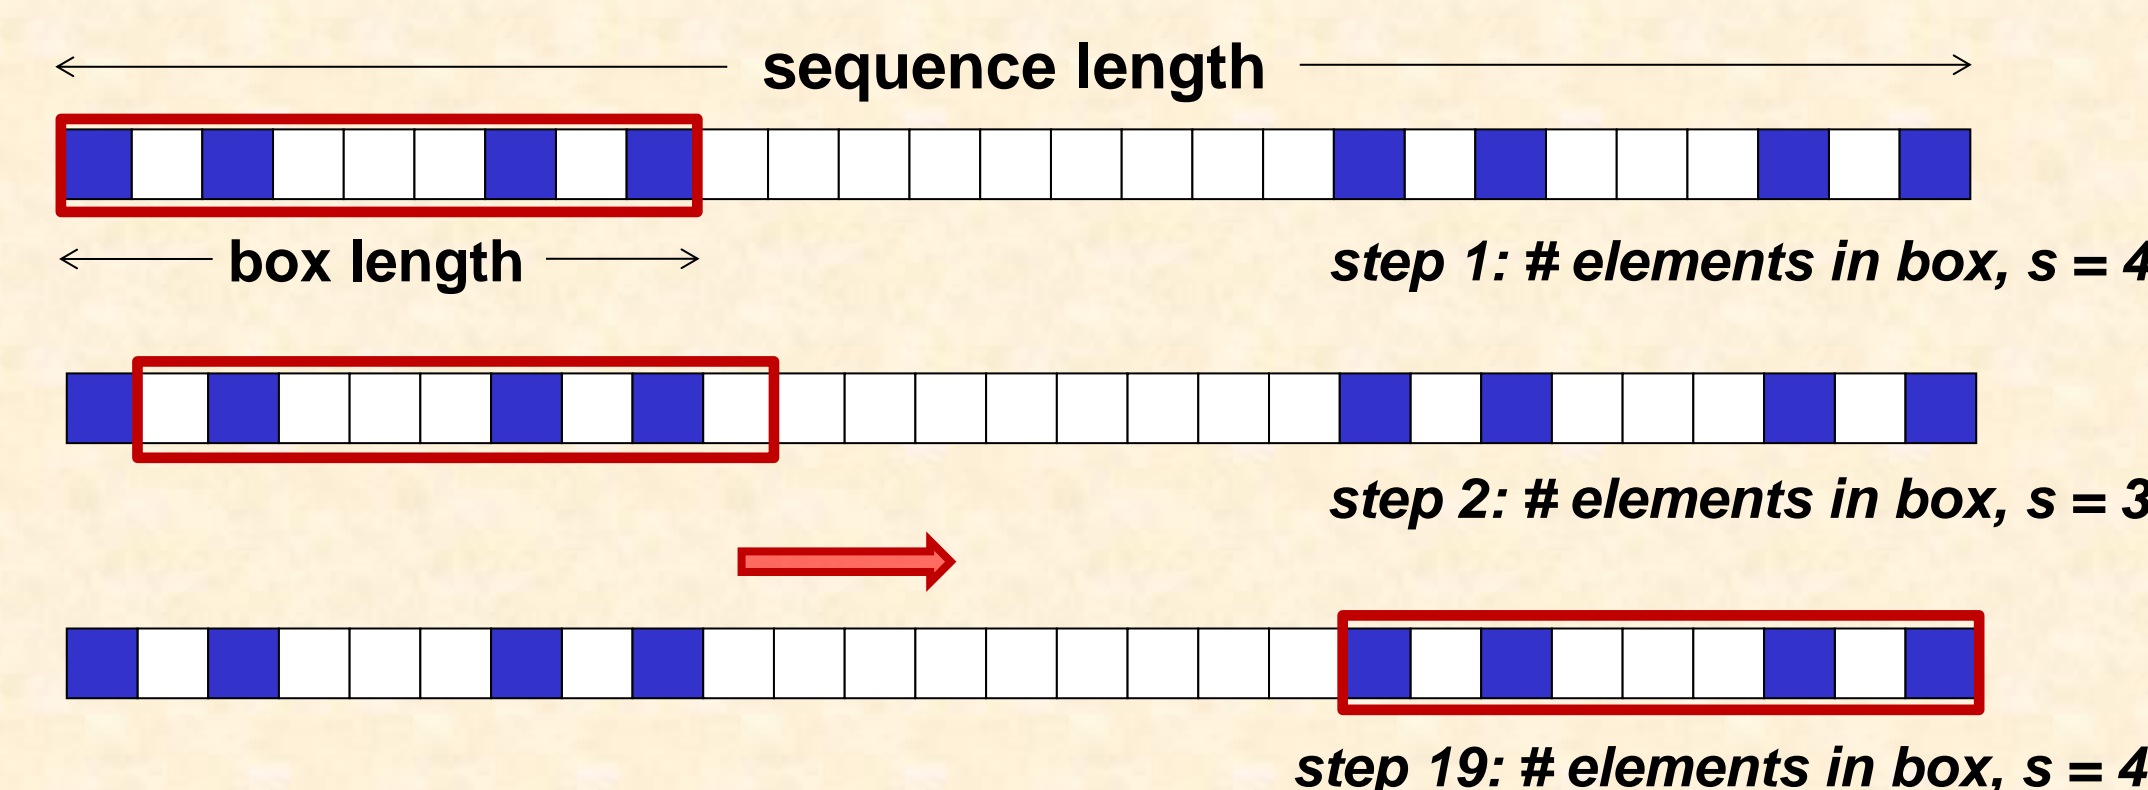 sequence length
box length
step 1: # elements in box, s = 4
step 2: # elements in box, s = 3
step 19: # elements in box, s = 4